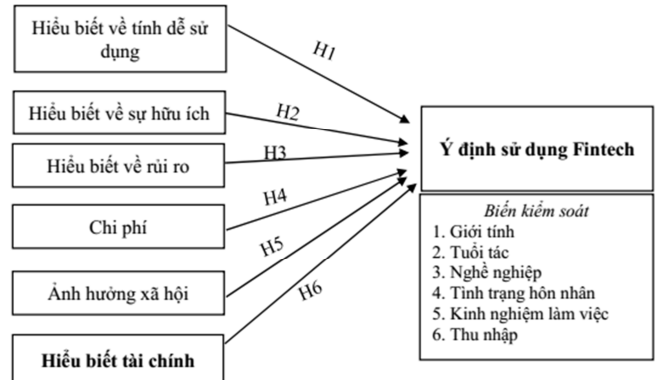 Hiểu biết về tính dễ sử
dụng
H1
Hiểu biết về sự hữu ích
H2
Hiểu biết về rủi ro
H3
Chi phí
H4
Ảnh hưởng xã hội
H5
Hiểu biết tài chính
H6
Ý định sử dụng Fintech
Biến kiểm soát
1. Giới tính
2. Tuổi tác
3. Nghề nghiệp
4. Tình trạng hôn nhân
5. Kinh nghiệm làm việc
6. Thu nhập